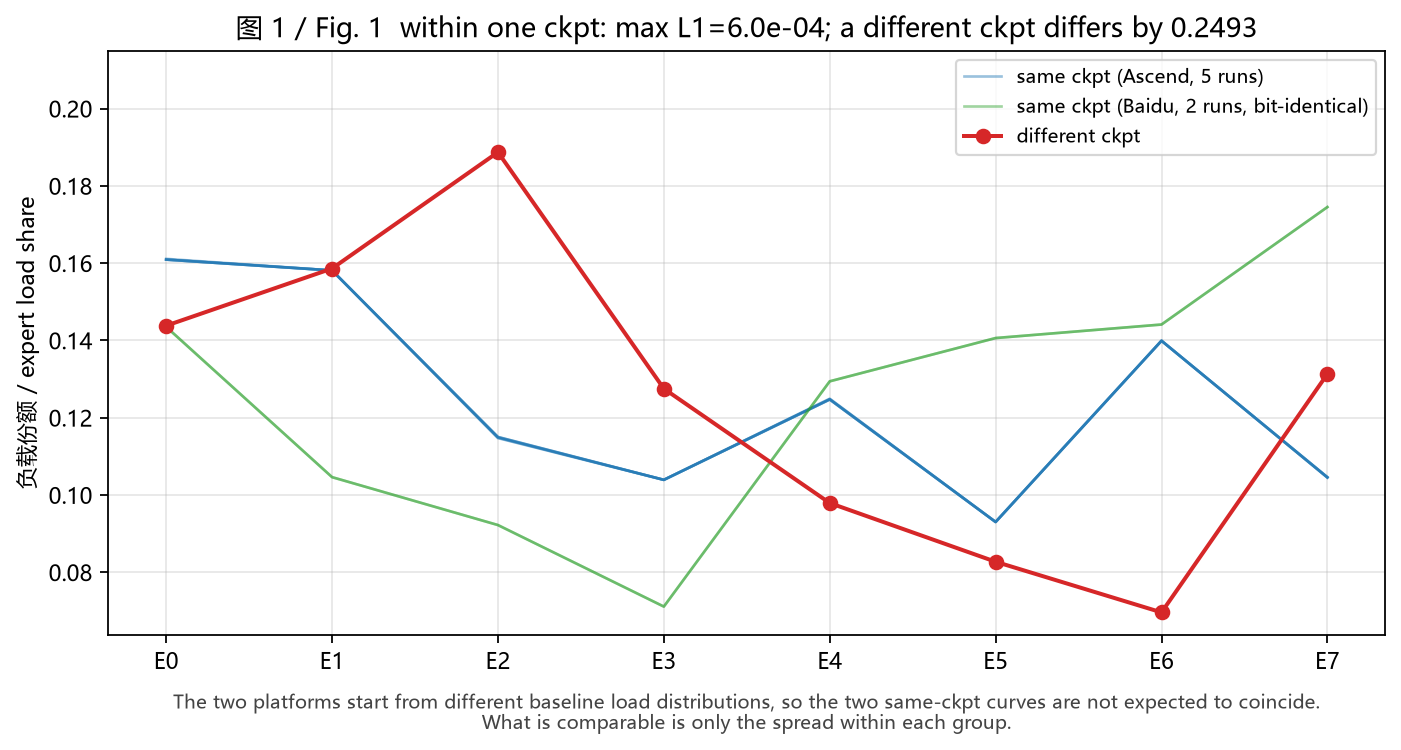 图 1 / Fig. 1  within one ckpt: max L1=6.0e-04; a different ckpt differs by 0.2493
same ckpt (Ascend, 5 runs)
same ckpt (Baidu, 2 runs, bit-identical)
different ckpt
负载份额 / expert load share
0.20
0.18
0.16
0.14
0.12
0.10
0.08
E0 E1 E2 E3 E4 E5 E6 E7
The two platforms start from different baseline load distributions, so the two same-ckpt curves are not expected to coincide.
What is comparable is only the spread within each group.